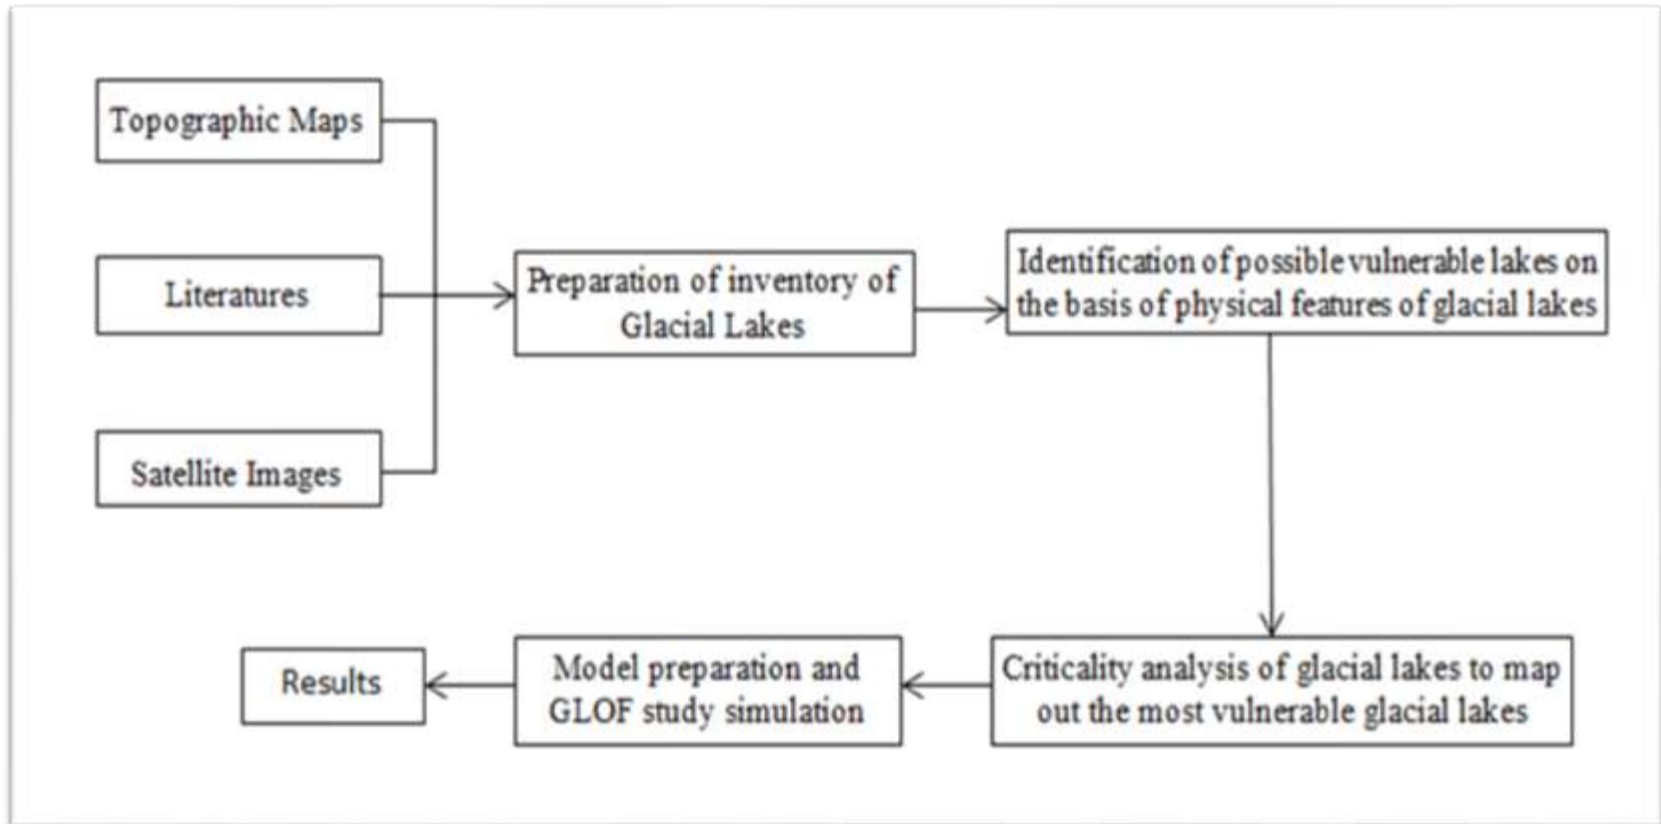 Topographic Maps
Literatures
Satellite Images
Preparation of inventory of
Glacial Lakes
Identification of possible vulnerable lakes on
the basis of physical features of glacial lakes
Criticality analysis of glacial lakes to map
out the most vulnerable glacial lakes
Model preparation and
GLOF study simulation
Results